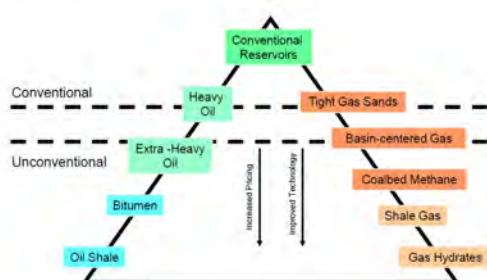 Conventional
Reservoirs
Conventional
Heavy
Oil
Tight Gas Sands
Unconventional
Extra -Heavy
Oil
Basin-centered Gas
Increased Pricing
Improved Technology
Coalbed Methane
Bitumen
Shale Gas
Oil Shale
Gas Hydrates